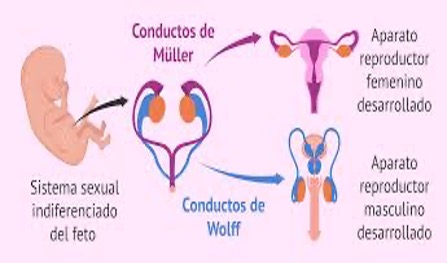 Conductos de
Müller
Aparato
reproductor
femenino
desarrollado
Sistema sexual
indiferenciado
del feto
Conductos de
Wolff
Aparato
reproductor
masculino
desarrollado